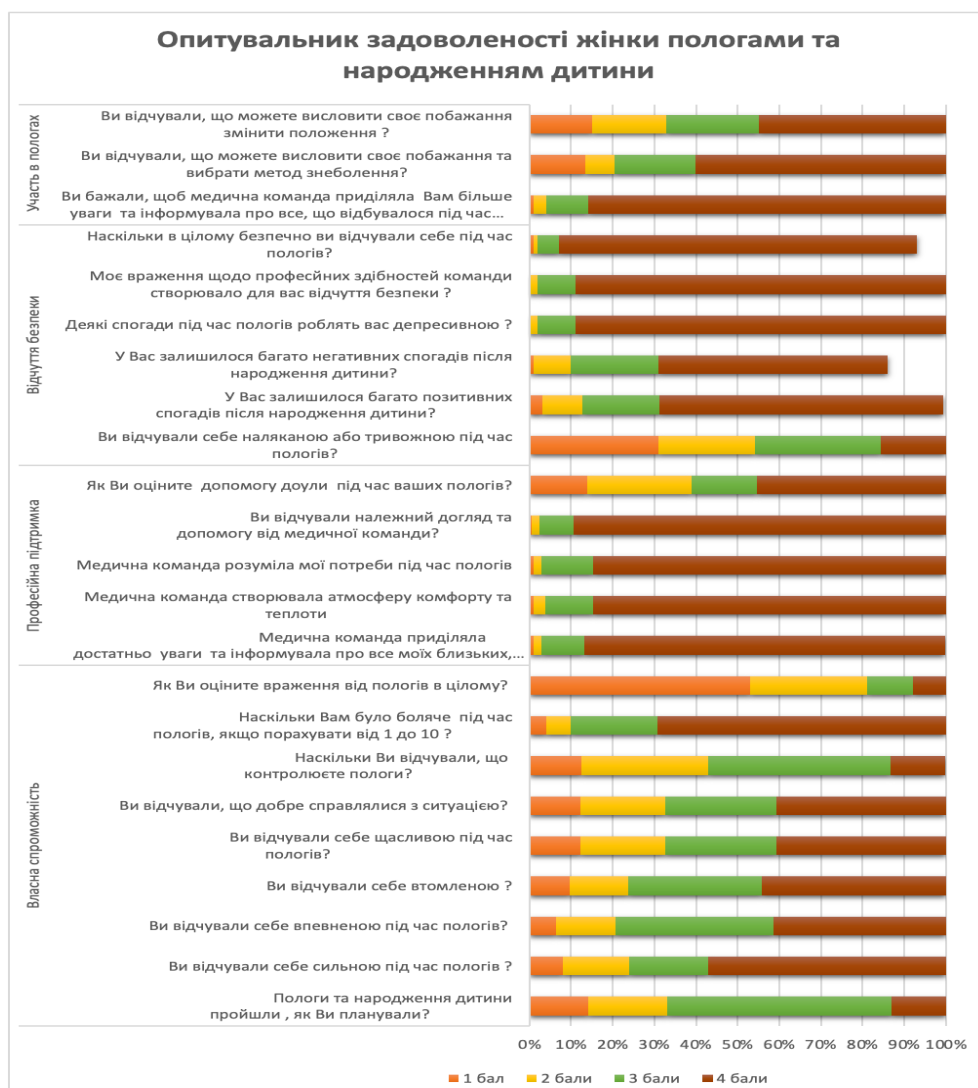 Опитувальник задоволеності жінки пологами та
народженням дитини
Участь в пологах
Ви відчували, що можете висловити своє побажання
змінити положення ?
Ви відчували, що можете висловити своє побажання та
вибрати метод знеболення?
Ви бажали, щоб медична команда приділяла Вам більше
уваги та інформувала про все, що відбувалося під час...
Відчуття безпеки
Наскільки в цілому безпечно ви відчували себе під час
пологів?
Моє враження щодо професйних здібностей команди
створювало для вас відчуття безпеки ?
Деякі спогади під час пологів роблять вас депресивною ?
У Вас залишилося багато негативних спогадів після
народження дитини?
У Вас залишилося багато позитивних
спогадів після народження дитини?
Ви відчували себе наляканою або тривожною під час
пологів?
Професійна підтримка
Як Ви оціните допомогу доули під час ваших пологів?
Ви відчували належний догляд та
допомогу від медичної команди?
Медична команда розуміла мої потреби під час пологів
Медична команда створювала атмосферу комфорту та
теплоти
Медична команда приділяла
достатньо уваги та інформувала про все моїх близьких,...
Власна спроможність
Як Ви оціните враження від пологів в цілому?
Наскільки Вам було боляче під час
пологів, якщо порахувати від 1 до 10 ?
Наскільки Ви відчували, що
контролюєте пологи?
Ви відчували, що добре справлялися з ситуацією?
Ви відчували себе щасливою під час
пологів?
Ви відчували себе втомленою ?
Ви відчували себе впевненою під час пологів?
Ви відчували себе сильною під час пологів ?
Пологи та народження дитини
пройшли , як Ви планували?
0% 10% 20% 30% 40% 50% 60% 70% 80% 90% 100%
1 бал 2 бали 3 бали 4 бали